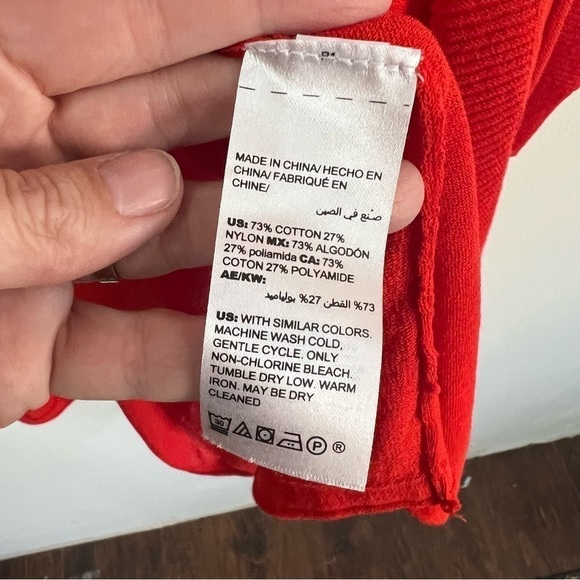 MADE IN CHINA/ HECHO EN
CHINA/ FABRIQUÉ EN
CHINE/
صنع في الصين
US: 73% COTTON 27%
NYLON MX: 73% ALGODÓN
27% poliamida CA: 73%
COTON 27% POLYAMIDE
AE/KW:
73% القطن 27% بولياميد
US: WITH SIMILAR COLORS.
MACHINE WASH COLD,
GENTLE CYCLE. ONLY
NON-CHLORINE BLEACH.
TUMBLE DRY LOW. WARM
IRON. MAY BE DRY
CLEANED
30 P ®